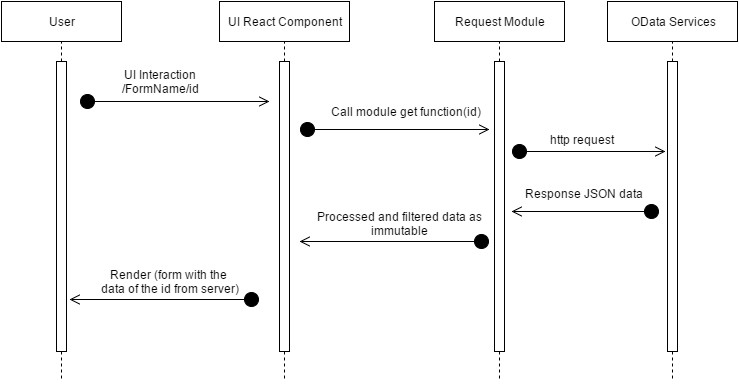 User
UI React Component
Request Module
OData Services
UI Interaction
/FormName/id
Call module get function(id)
http request
Response JSON data
Processed and filtered data as
immutable
Render (form with the
data of the id from server)